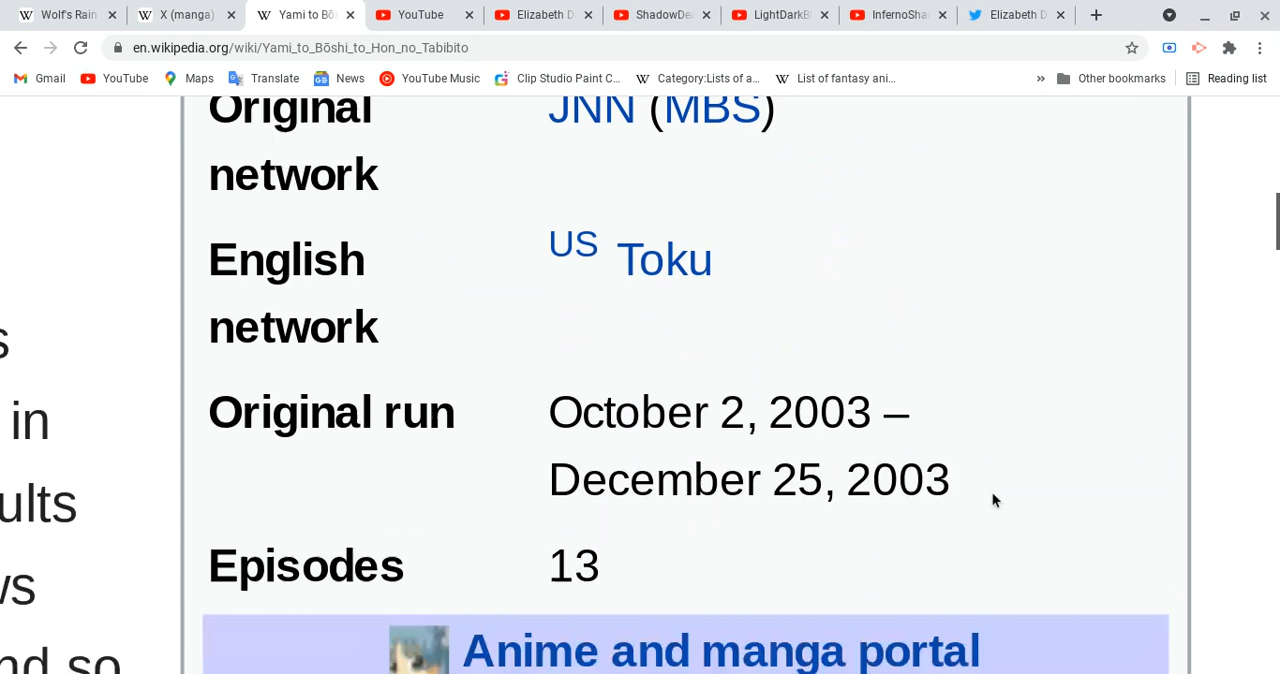 Wolf's Rain
X (manga)
Yami to Bō
YouTube
Elizabeth D
ShadowDea
LightDarkB
InfernoSha
Elizabeth D
en.wikipedia.org/wiki/Yami_to_Bōshi_to_Hon_no_Tabibito
Gmail YouTube Maps Translate News YouTube Music Clip Studio Paint C... Category:Lists of a... List of fantasy ani... » Other bookmarks Reading list
Original JNN (MBS)
network
English US Toku
network
s
in
Original run October 2, 2003 –
December 25, 2003
ults
Episodes 13
ws
Anime and manga portal
nd so